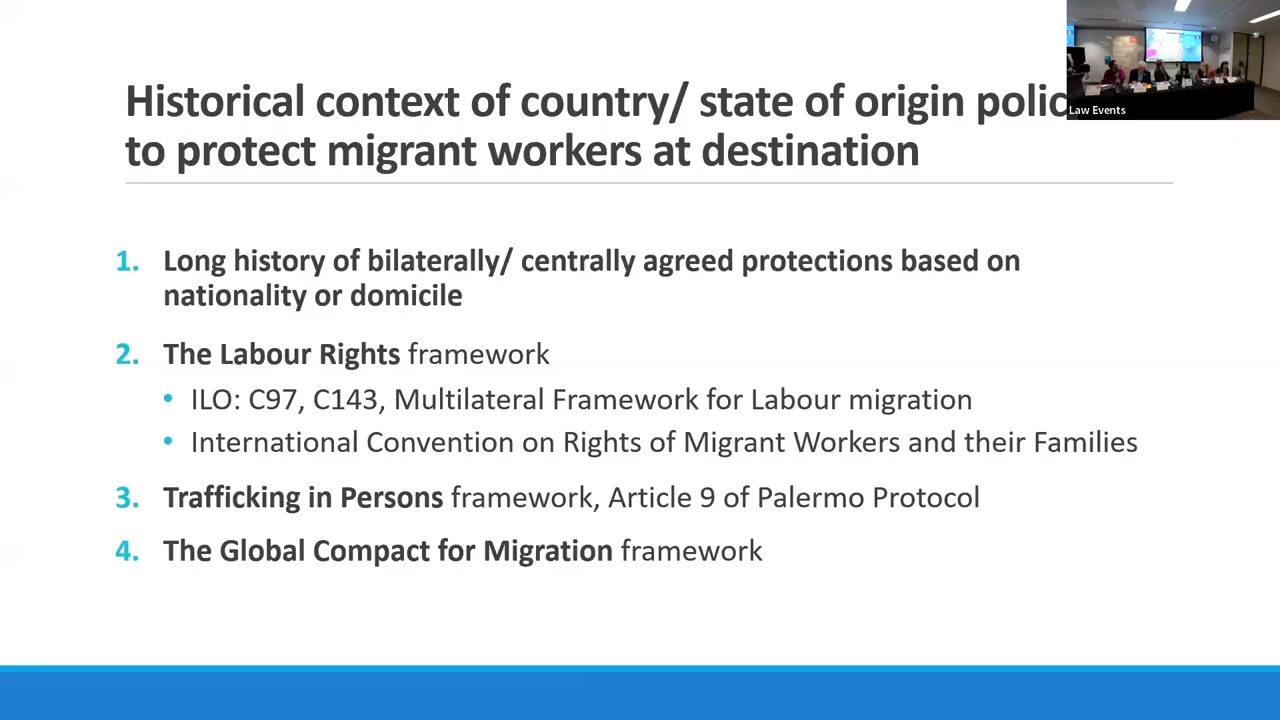 Historical context of country/ state of origin polic
to protect migrant workers at destination
Law Events
1. Long history of bilaterally/ centrally agreed protections based on
nationality or domicile
2. The Labour Rights framework
• ILO: C97, C143, Multilateral Framework for Labour migration
• International Convention on Rights of Migrant Workers and their Families
3. Trafficking in Persons framework, Article 9 of Palermo Protocol
4. The Global Compact for Migration framework